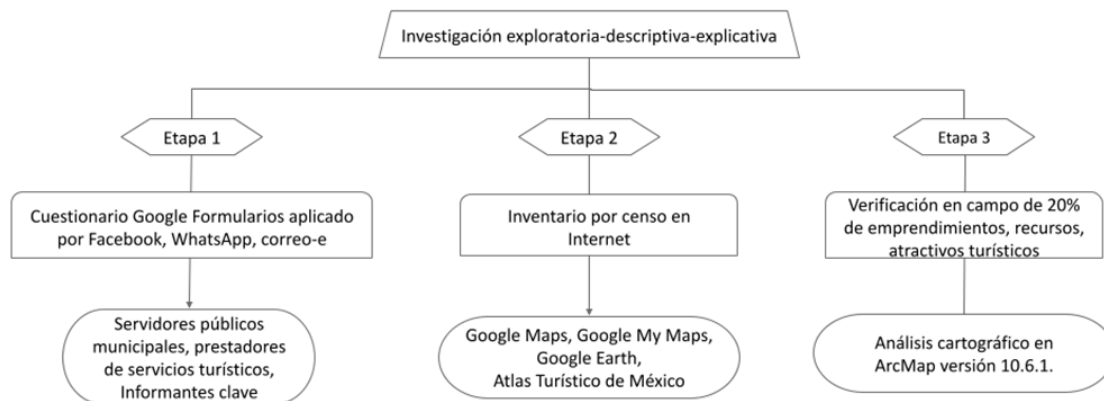 Investigación exploratoria-descriptiva-explicativa
Etapa 1
Etapa 2
Etapa 3
Cuestionario Google Formularios aplicado
por Facebook, WhatsApp, correo-e
Inventario por censo en
Internet
Verificación en campo de 20%
de emprendimientos, recursos,
atractivos turísticos
Servidores públicos
municipales, prestadores
de servicios turísticos,
Informantes clave
Google Maps, Google My Maps,
Google Earth,
Atlas Turístico de México
Análisis cartográfico en
ArcMap versión 10.6.1.